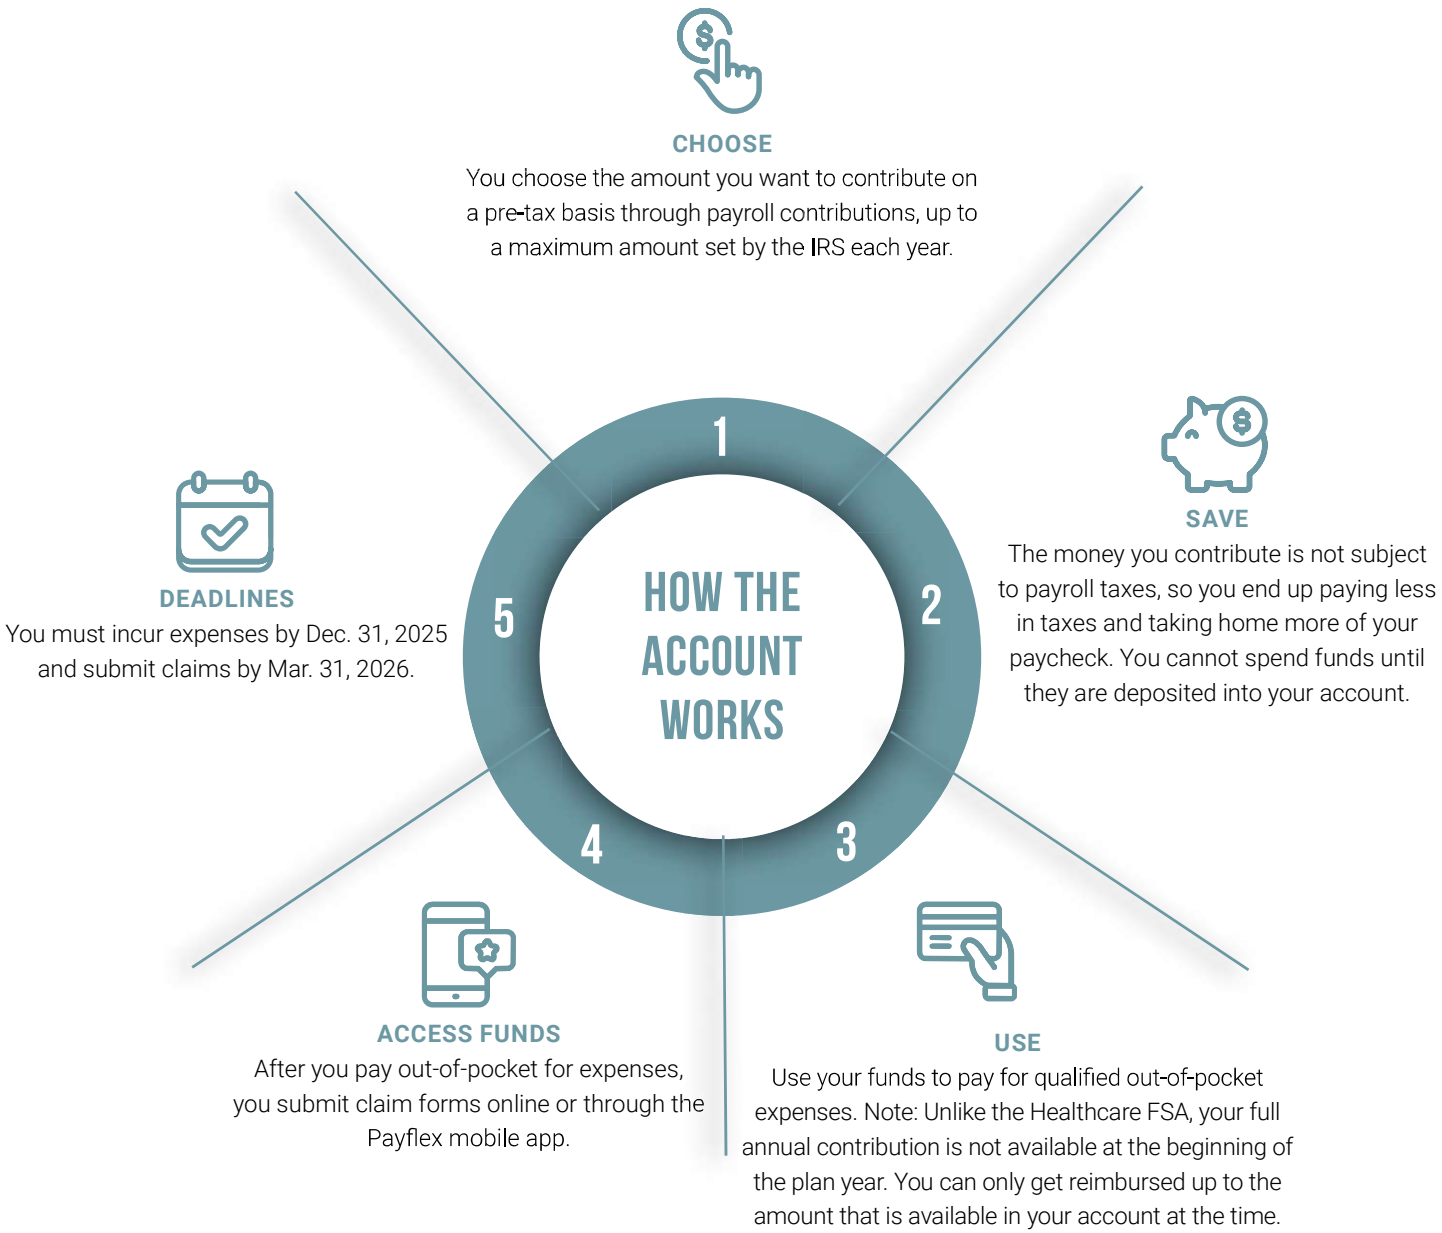 CHOOSE
You choose the amount you want to contribute on
a pre-tax basis through payroll contributions, up to
a maximum amount set by the IRS each year.
1
SAVE
The money you contribute is not subject
to payroll taxes, so you end up paying less
in taxes and taking home more of your
paycheck. You cannot spend funds until
they are deposited into your account.
2
HOW THE
ACCOUNT
WORKS
3
USE
Use your funds to pay for qualified out-of-pocket
expenses. Note: Unlike the Healthcare FSA, your full
annual contribution is not available at the beginning of
the plan year. You can only get reimbursed up to the
amount that is available in your account at the time.
4
ACCESS FUNDS
After you pay out-of-pocket for expenses,
you submit claim forms online or through the
Payflex mobile app.
5
DEADLINES
You must incur expenses by Dec. 31, 2025
and submit claims by Mar. 31, 2026.